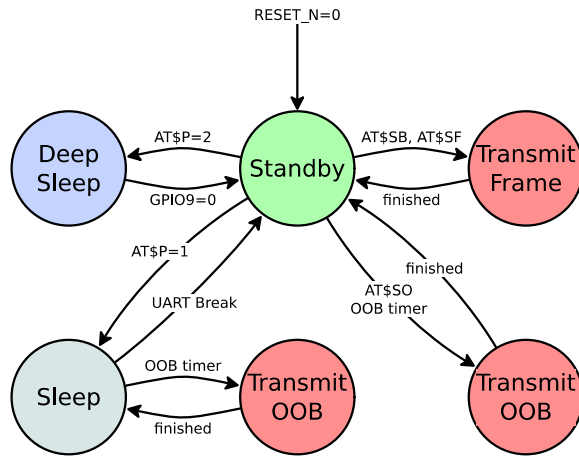 RESET_N=0
AT$P=2
AT$SB, AT$SF
Deep
Sleep
Standby
Transmit
Frame
GPIO9=0
finished
AT$P=1
finished
UART Break
AT$SO
OOB timer
OOB timer
Sleep
Transmit
OOB
Transmit
OOB
finished